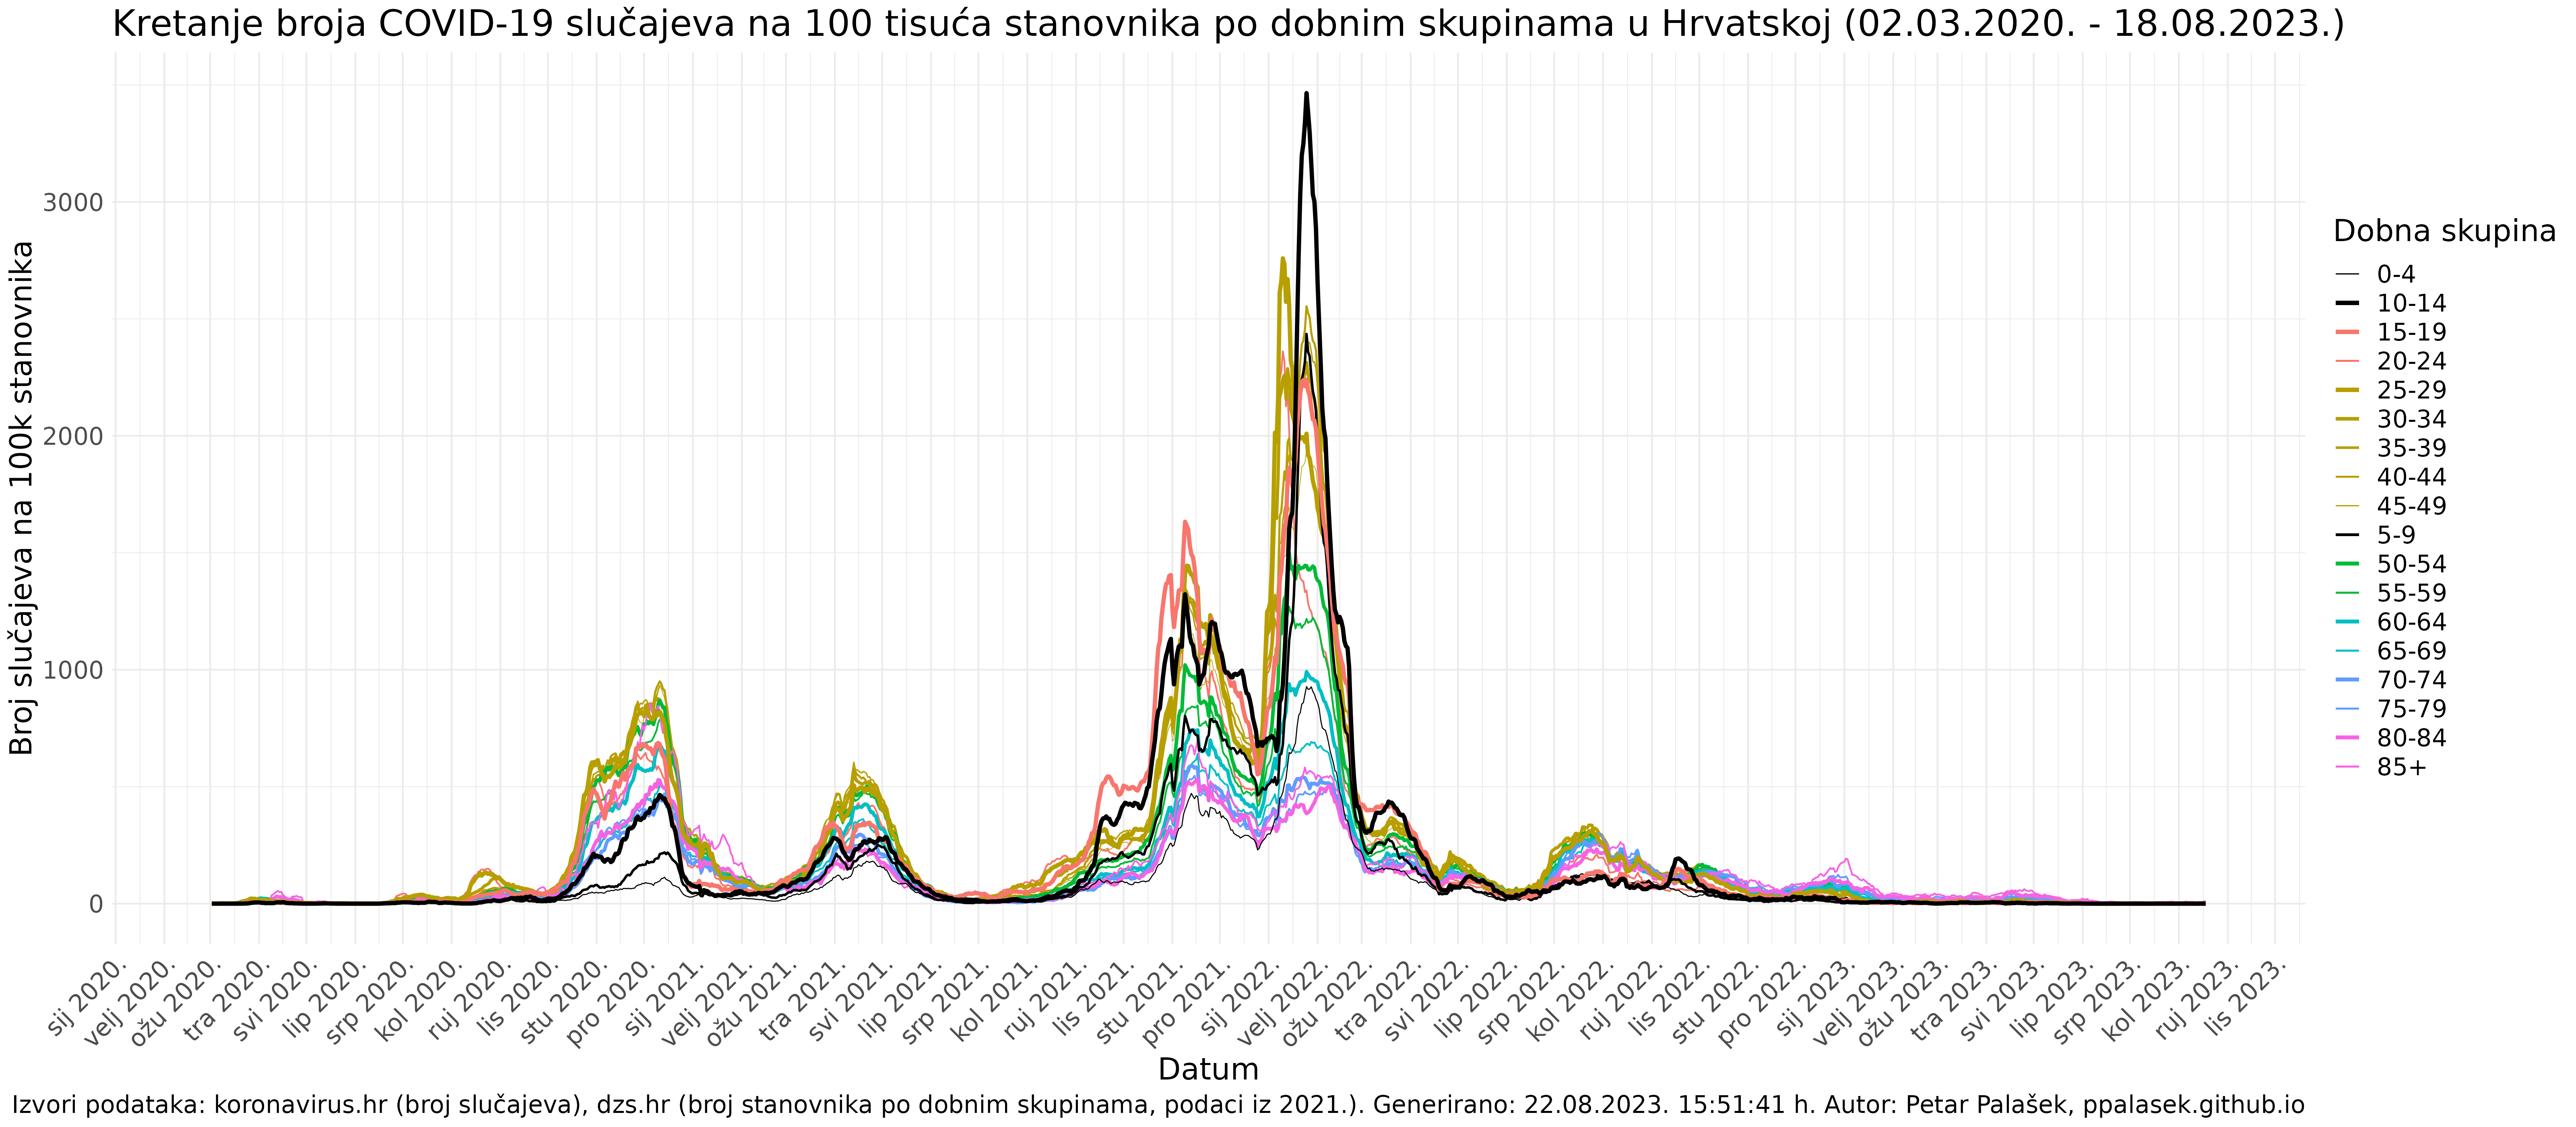 Kretanje broja COVID-19 slučajeva na 100 tisuća stanovnika po dobnim skupinama u Hrvatskoj (02.03.2020. - 18.08.2023.)
Broj slučajeva na 100k stanovnika
3000
2000
1000
0
sij 2020.
velj 2020.
ožu 2020.
tra 2020.
svi 2020.
lip 2020.
srp 2020.
kol 2020.
ruj 2020.
lis 2020.
stu 2020.
pro 2020.
sij 2021.
velj 2021.
ožu 2021.
tra 2021.
svi 2021.
lip 2021.
srp 2021.
kol 2021.
ruj 2021.
lis 2021.
stu 2021.
pro 2021.
sij 2022.
velj 2022.
ožu 2022.
tra 2022.
svi 2022.
lip 2022.
srp 2022.
kol 2022.
ruj 2022.
lis 2022.
stu 2022.
pro 2022.
sij 2023.
velj 2023.
ožu 2023.
tra 2023.
svi 2023.
lip 2023.
srp 2023.
kol 2023.
ruj 2023.
lis 2023.
Datum
Dobna skupina
0-4
10-14
15-19
20-24
25-29
30-34
35-39
40-44
45-49
5-9
50-54
55-59
60-64
65-69
70-74
75-79
80-84
85+
Izvori podataka: koronavirus.hr (broj slučajeva), dzs.hr (broj stanovnika po dobnim skupinama, podaci iz 2021.). Generirano: 22.08.2023. 15:51:41 h. Autor: Petar Palašek, ppalasek.github.io